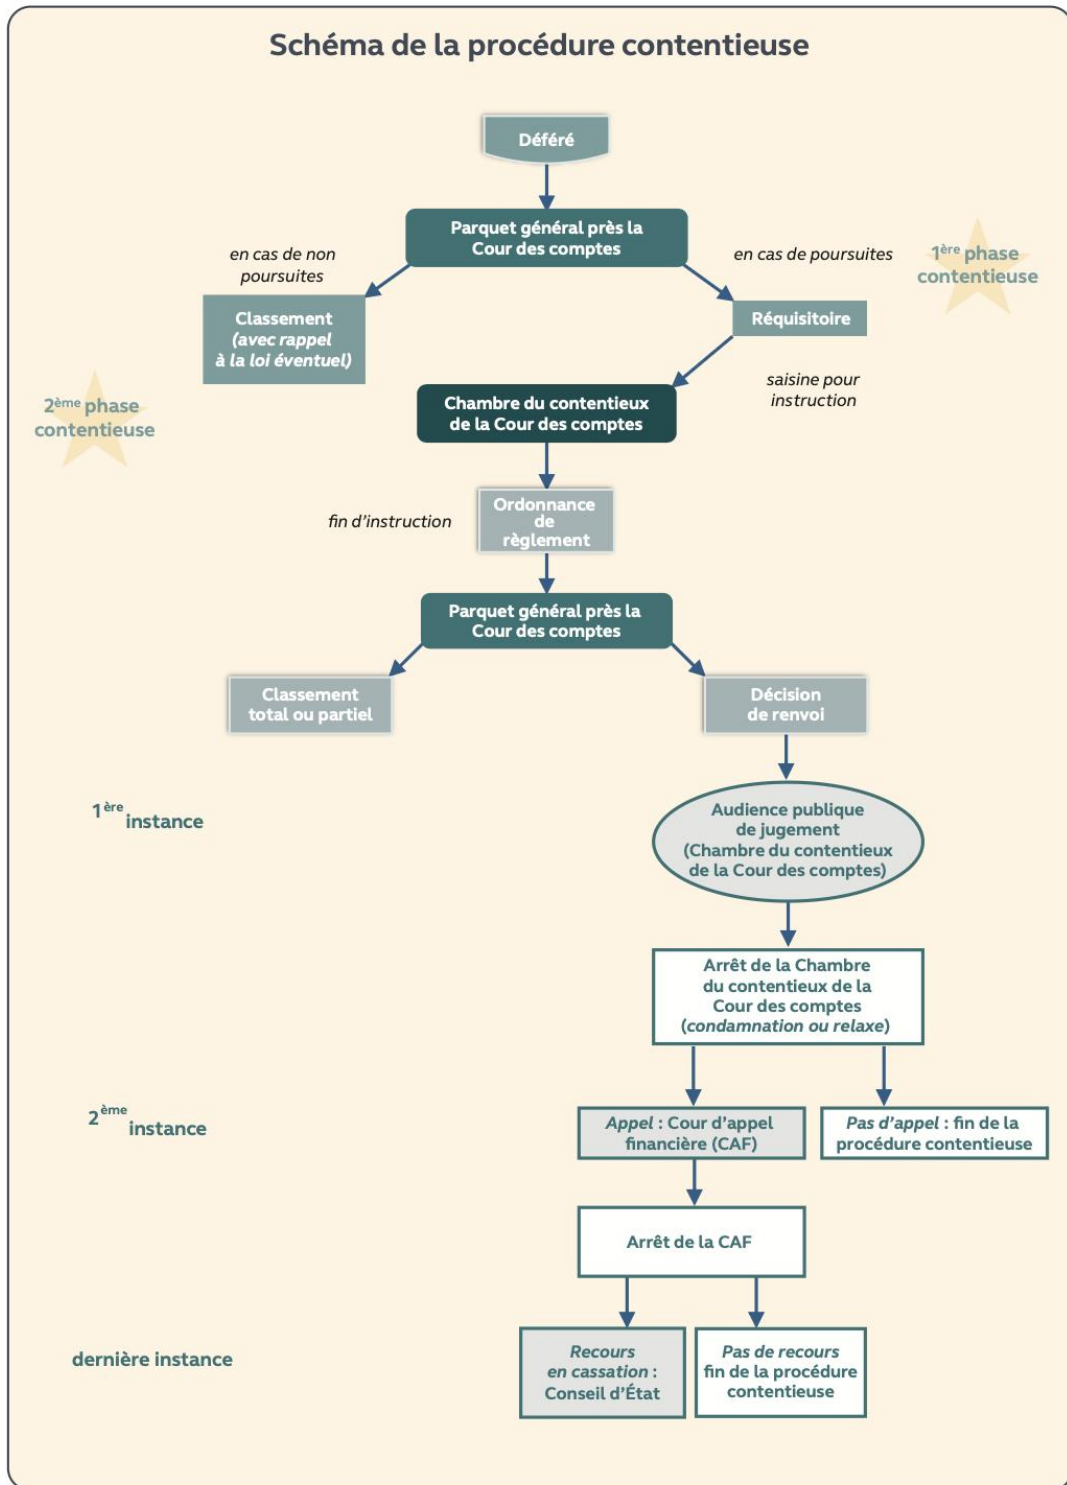 Schéma de la procédure contentieuse
Déféré
Parquet général près la
Cour des comptes
en cas de non
poursuites
en cas de poursuites
1ère phase
contentieuse
Classement
(avec rappel
à la loi éventuel)
Réquisitoire
saisine pour
instruction
2ème phase
contentieuse
Chambre du contentieux
de la Cour des comptes
fin d’instruction
Ordonnance
de
règlement
Parquet général près la
Cour des comptes
Classement
total ou partiel
Décision
de renvoi
1ère instance
Audience publique
de jugement
(Chambre du contentieux
de la Cour des comptes)
Arrêt de la Chambre
du contentieux de la
Cour des comptes
(condamnation ou relaxe)
2ème instance
Appel : Cour d’appel
financière (CAF)
Pas d’appel : fin de la
procédure contentieuse
Arrêt de la CAF
dernière instance
Recours
en cassation :
Conseil d’État
Pas de recours
fin de la procédure
contentieuse